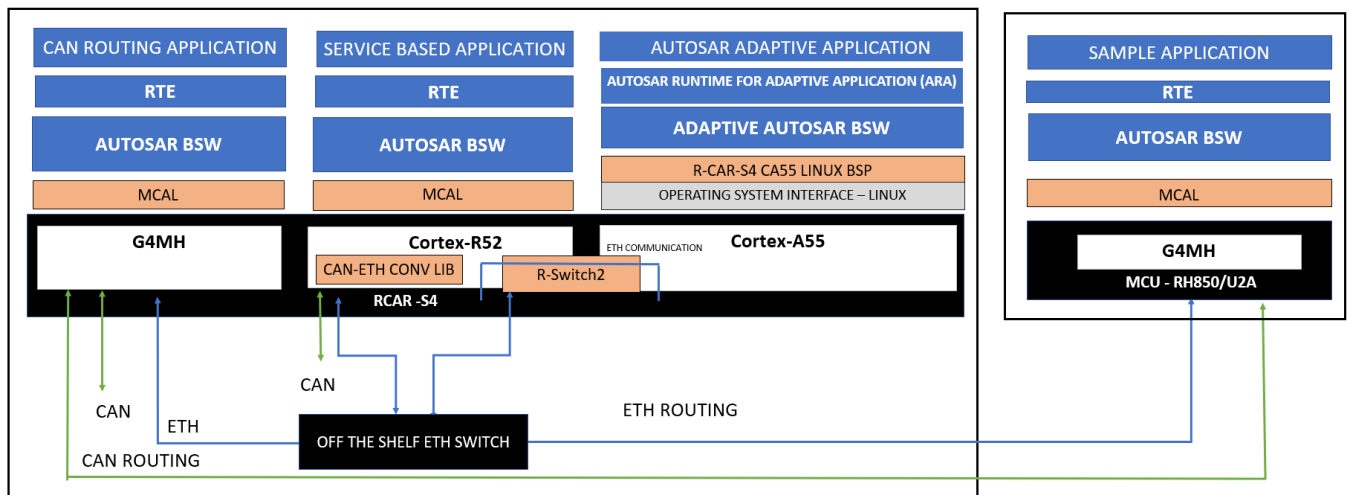 CAN ROUTING APPLICATION
RTE
AUTOSAR BSW
MCAL
SERVICE BASED APPLICATION
RTE
AUTOSAR BSW
MCAL
AUTOSAR ADAPTIVE APPLICATION
AUTOSAR RUNTIME FOR ADAPTIVE APPLICATION (ARA)
ADAPTIVE AUTOSAR BSW
R-CAR-S4 CA55 LINUX BSP
OPERATING SYSTEM INTERFACE – LINUX
G4MH
Cortex-R52
CAN-ETH CONV LIB
ETH COMMUNICATION
Cortex-A55
R-Switch2
RCAR -S4
CAN
CAN
ETH
CAN ROUTING
OFF THE SHELF ETH SWITCH
ETH ROUTING
SAMPLE APPLICATION
RTE
AUTOSAR BSW
MCAL
G4MH
MCU - RH850/U2A